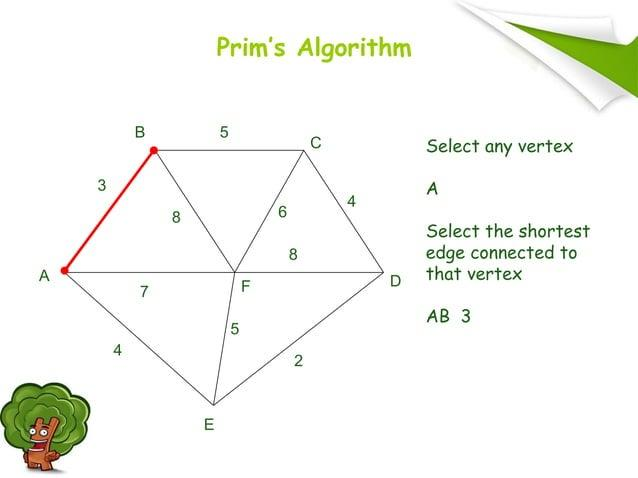 Prim's Algorithm
B
5
C
3
8
6
4
8
A
7
F
D
5
4
2
E
Select any vertex
A
Select the shortest
edge connected to
that vertex
AB 3